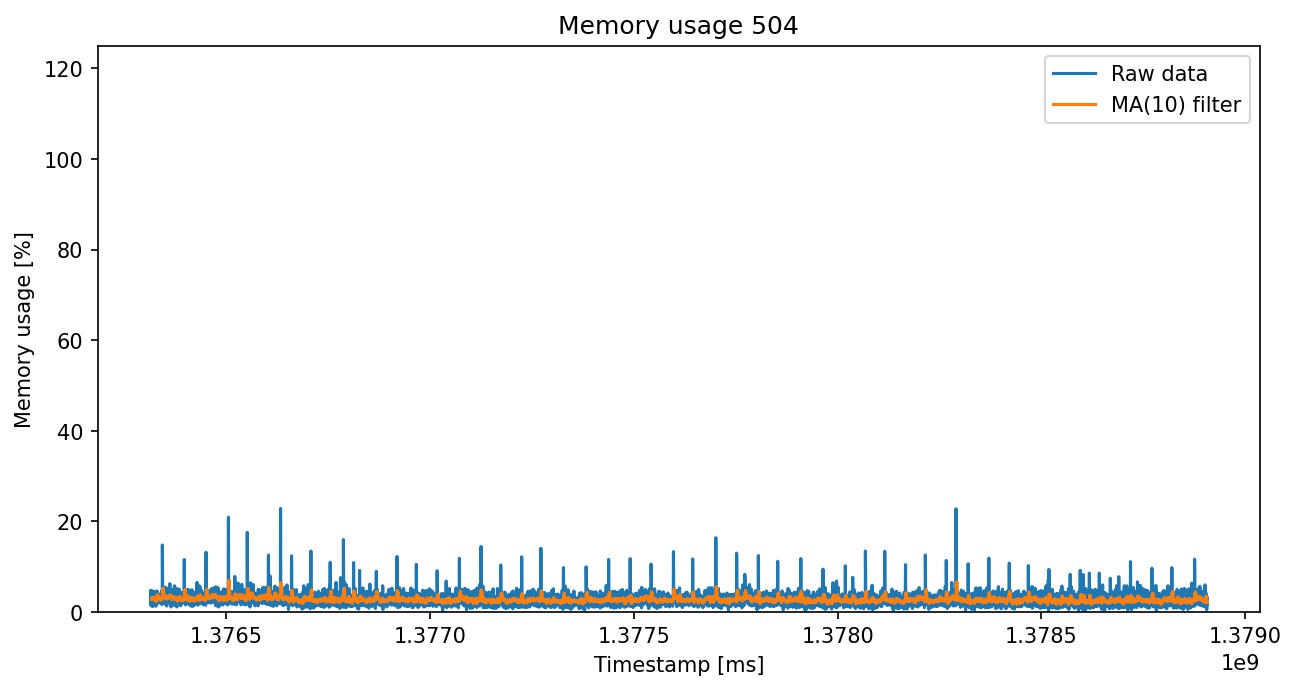 Memory usage 504
Raw data
MA(10) filter
Memory usage [%]
120
100
80
60
40
20
0
1.3765 1.3770 1.3775 1.3780 1.3785 1.3790
1e9
Timestamp [ms]